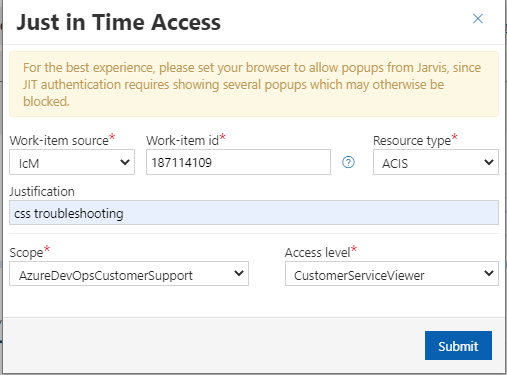 Just in Time Access
For the best experience, please set your browser to allow popups from Jarvis, since
JIT authentication requires showing several popups which may otherwise be
blocked.
Work-item source* Work-item id* Resource type*
IcM 187114109 ACIS
Justification
css troubleshooting
Scope* Access level*
AzureDevOpsCustomerSupport CustomerServiceViewer
Submit